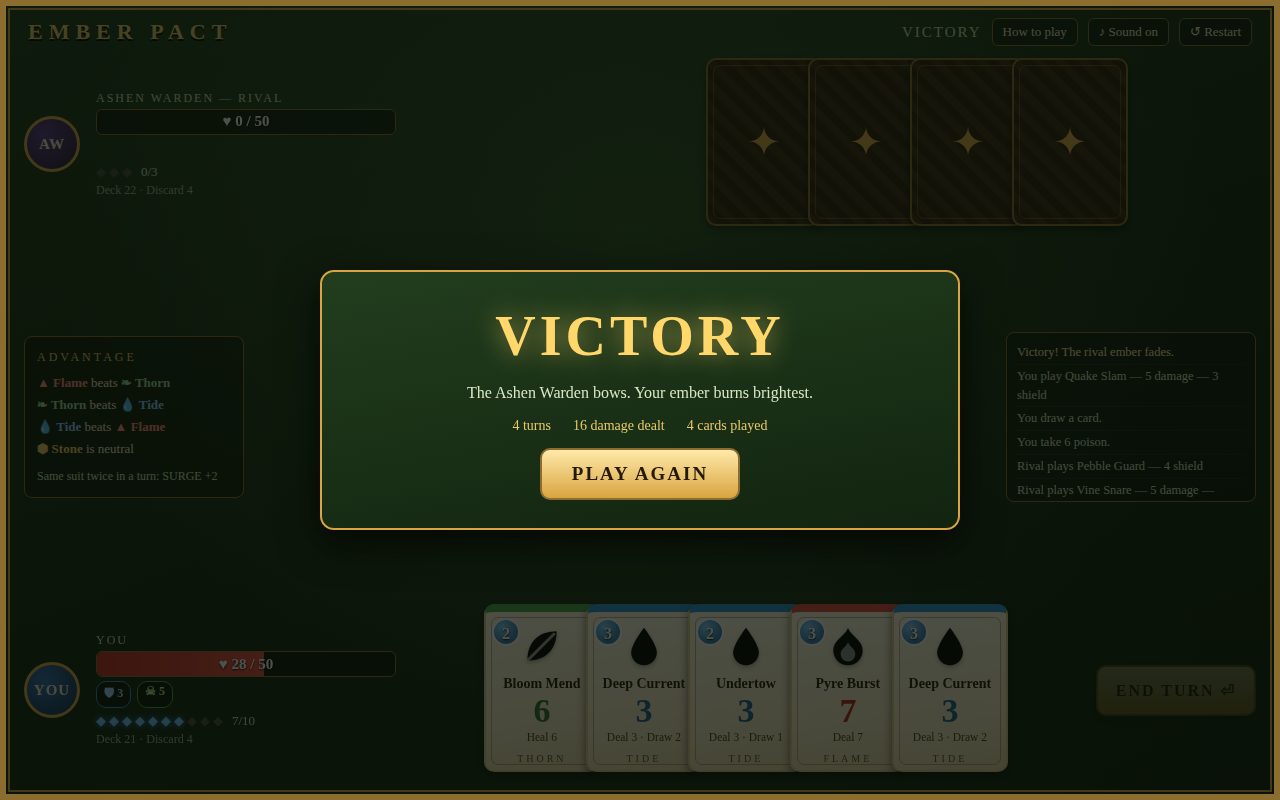 EMBER PACT
VICTORY
How to play
♪ Sound on
↺ Restart
ASHEN WARDEN — RIVAL
AW
♥ 0 / 50
0/3
Deck 22 · Discard 4
VICTORY
The Ashen Warden bows. Your ember burns brightest.
4 turns 16 damage dealt 4 cards played
PLAY AGAIN
ADVANTAGE
▲ Flame beats ❧ Thorn
❧ Thorn beats 💧 Tide
💧 Tide beats ▲ Flame
⬢ Stone is neutral
Same suit twice in a turn: SURGE +2
Victory! The rival ember fades.
You play Quake Slam — 5 damage — 3
shield
You draw a card.
You take 6 poison.
Rival plays Pebble Guard — 4 shield
Rival plays Vine Snare — 5 damage —
YOU
YOU
♥ 28 / 50
3
☠ 5
7/10
Deck 21 · Discard 4
2
Bloom Mend
6
Heal 6
THORN
3
Deep Current
3
Deal 3 · Draw 2
TIDE
2
Undertow
3
Deal 3 · Draw 1
TIDE
3
Pyre Burst
7
Deal 7
FLAME
3
Deep Current
3
Deal 3 · Draw 2
TIDE
END TURN ⏎